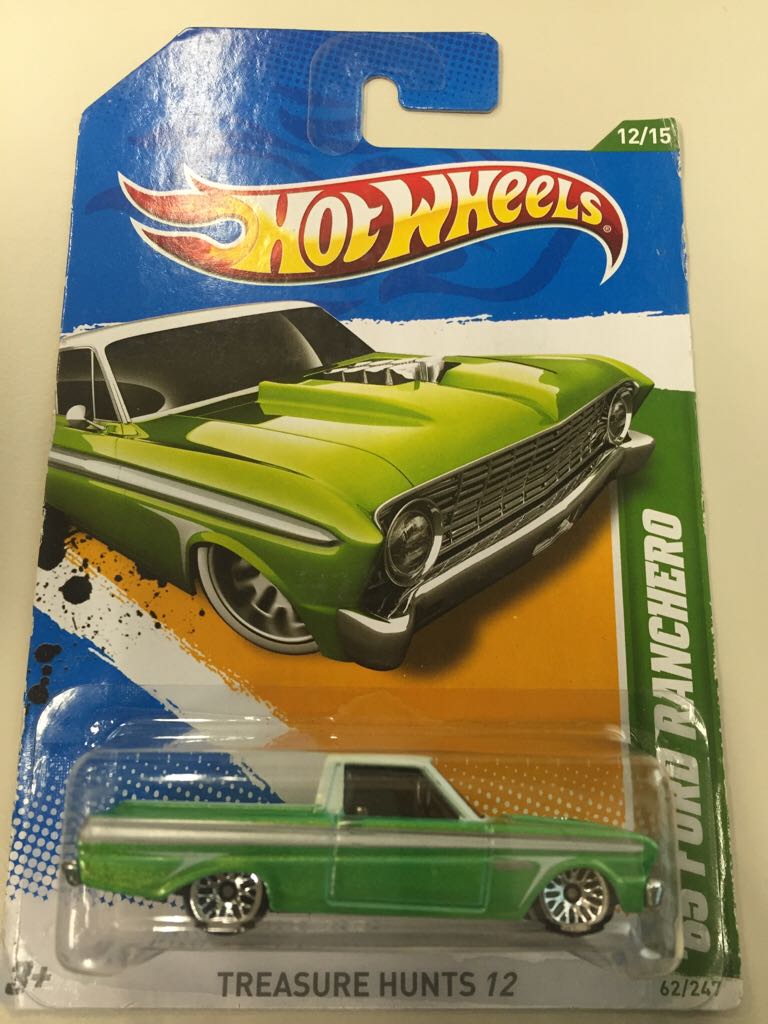 12/15
HOT WHEELS®
'65 FORD RANCHERO
3+
TREASURE HUNTS 12
62/247